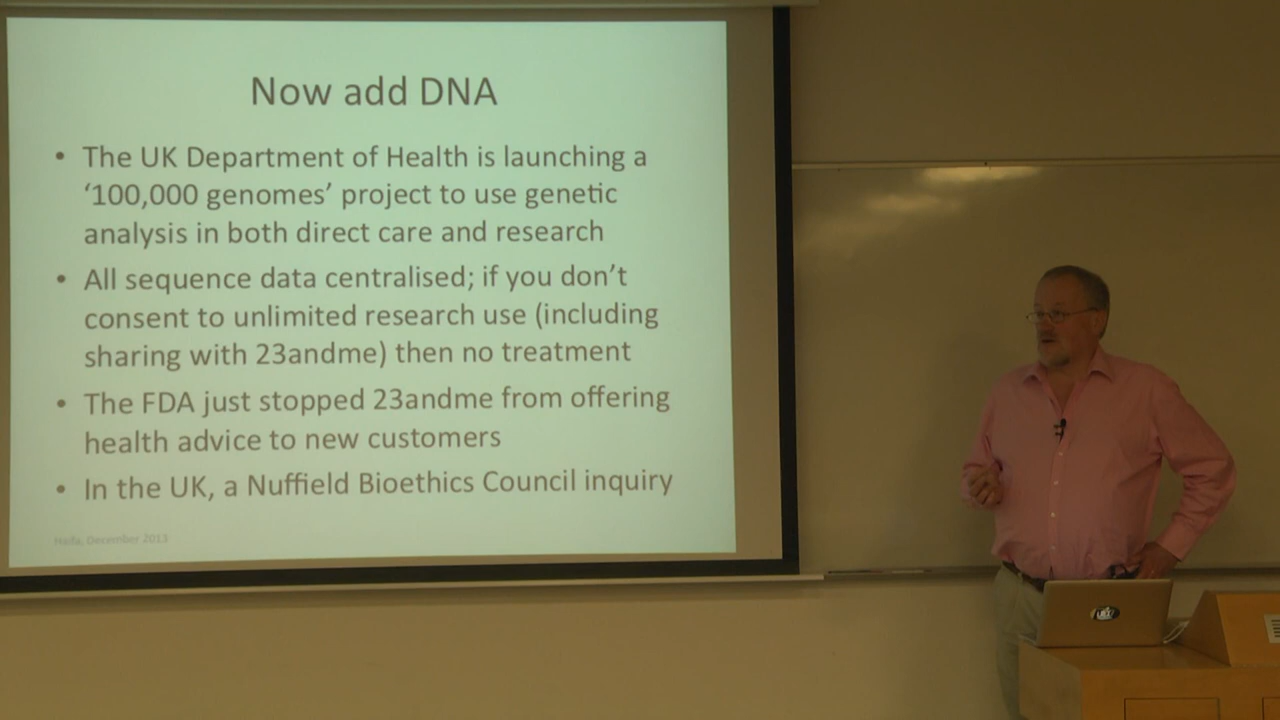 Now add DNA
• The UK Department of Health is launching a
‘100,000 genomes’ project to use genetic
analysis in both direct care and research
• All sequence data centralised; if you don’t
consent to unlimited research use (including
sharing with 23andme) then no treatment
• The FDA just stopped 23andme from offering
health advice to new customers
• In the UK, a Nuffield Bioethics Council inquiry
Haifa, December 2013